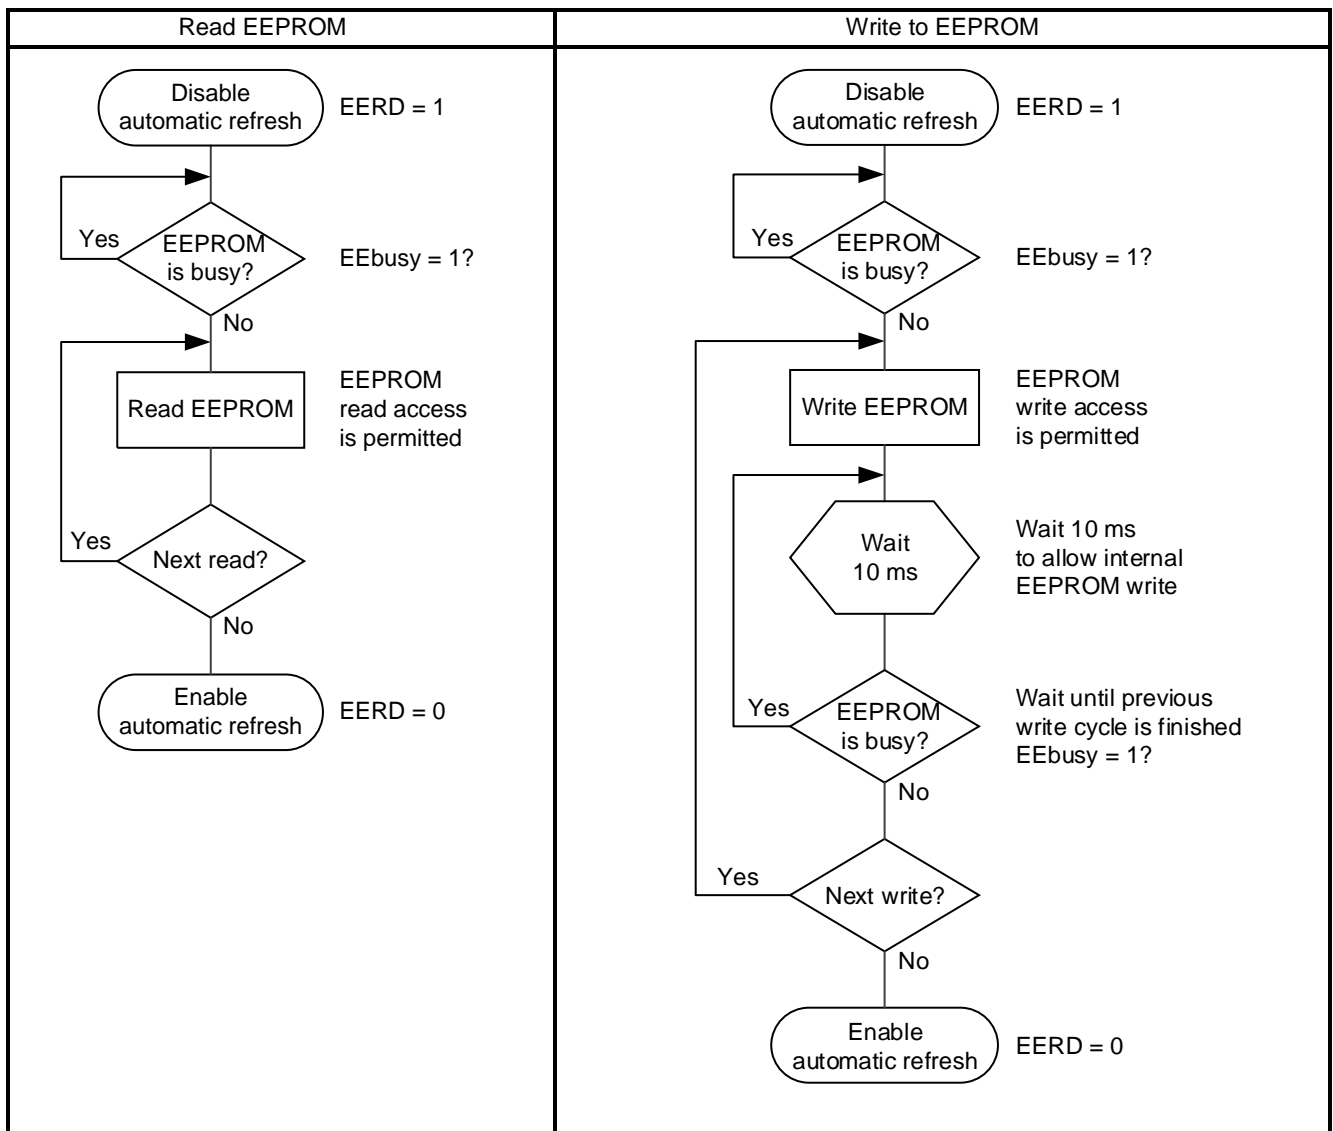 Read EEPROM
Disable
automatic refresh
EERD = 1
Yes
EEPROM
is busy?
EEbusy = 1?
No
Read EEPROM
EEPROM
read access
is permitted
Yes
Next read?
No
Enable
automatic refresh
EERD = 0
Write to EEPROM
Disable
automatic refresh
EERD = 1
Yes
EEPROM
is busy?
EEbusy = 1?
No
Write EEPROM
EEPROM
write access
is permitted
Wait
10 ms
Wait 10 ms
to allow internal
EEPROM write
Yes
EEPROM
is busy?
Wait until previous
write cycle is finished
EEbusy = 1?
No
Yes
Next write?
No
Enable
automatic refresh
EERD = 0